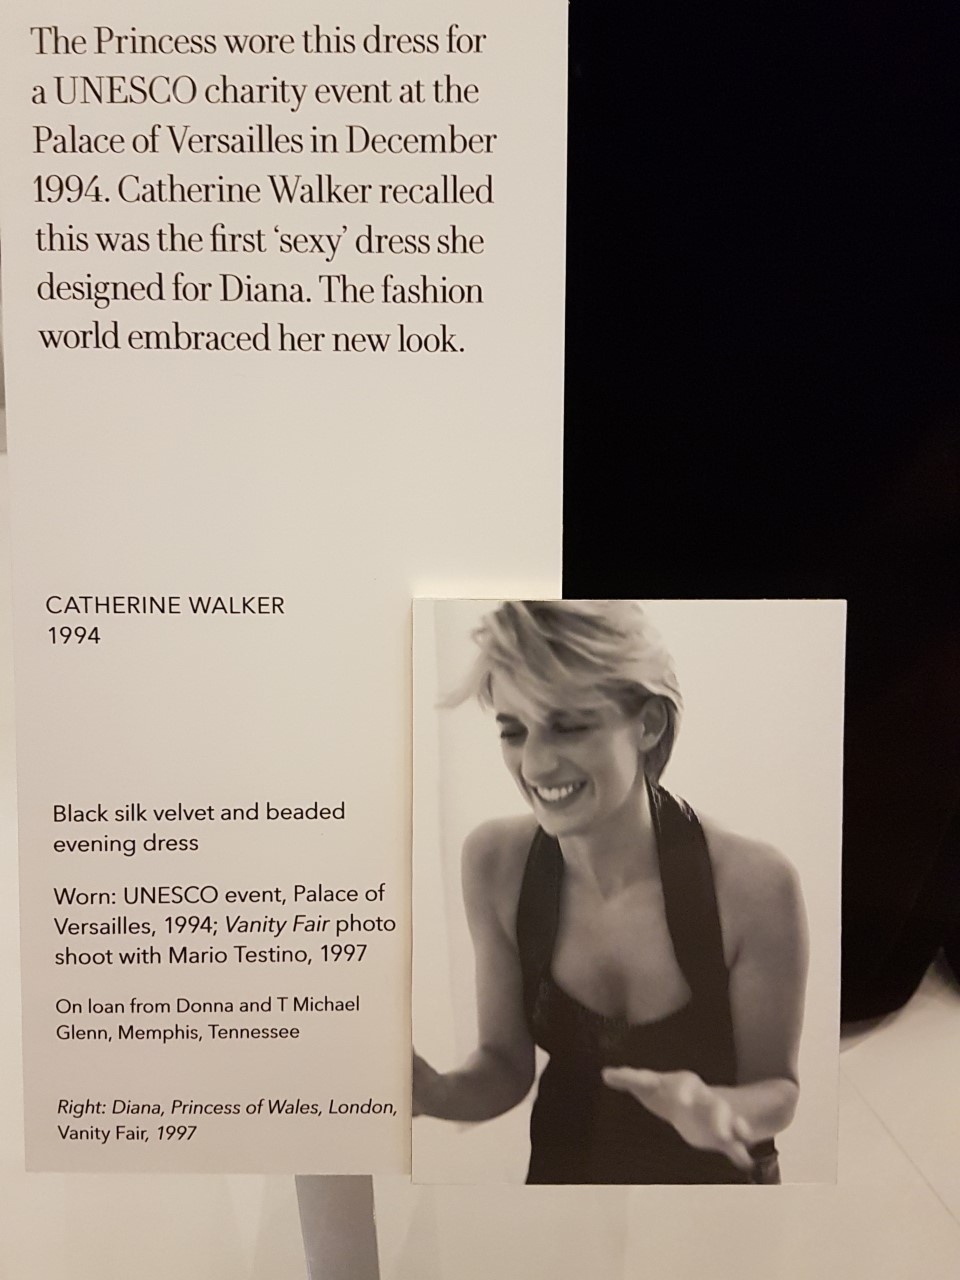 The Princess wore this dress for
a UNESCO charity event at the
Palace of Versailles in December
1994. Catherine Walker recalled
this was the first ‘sexy’ dress she
designed for Diana. The fashion
world embraced her new look.
CATHERINE WALKER
1994
Black silk velvet and beaded
evening dress
Worn: UNESCO event, Palace of
Versailles, 1994; Vanity Fair photo
shoot with Mario Testino, 1997
On loan from Donna and T Michael
Glenn, Memphis, Tennessee
Right: Diana, Princess of Wales, London,
Vanity Fair, 1997